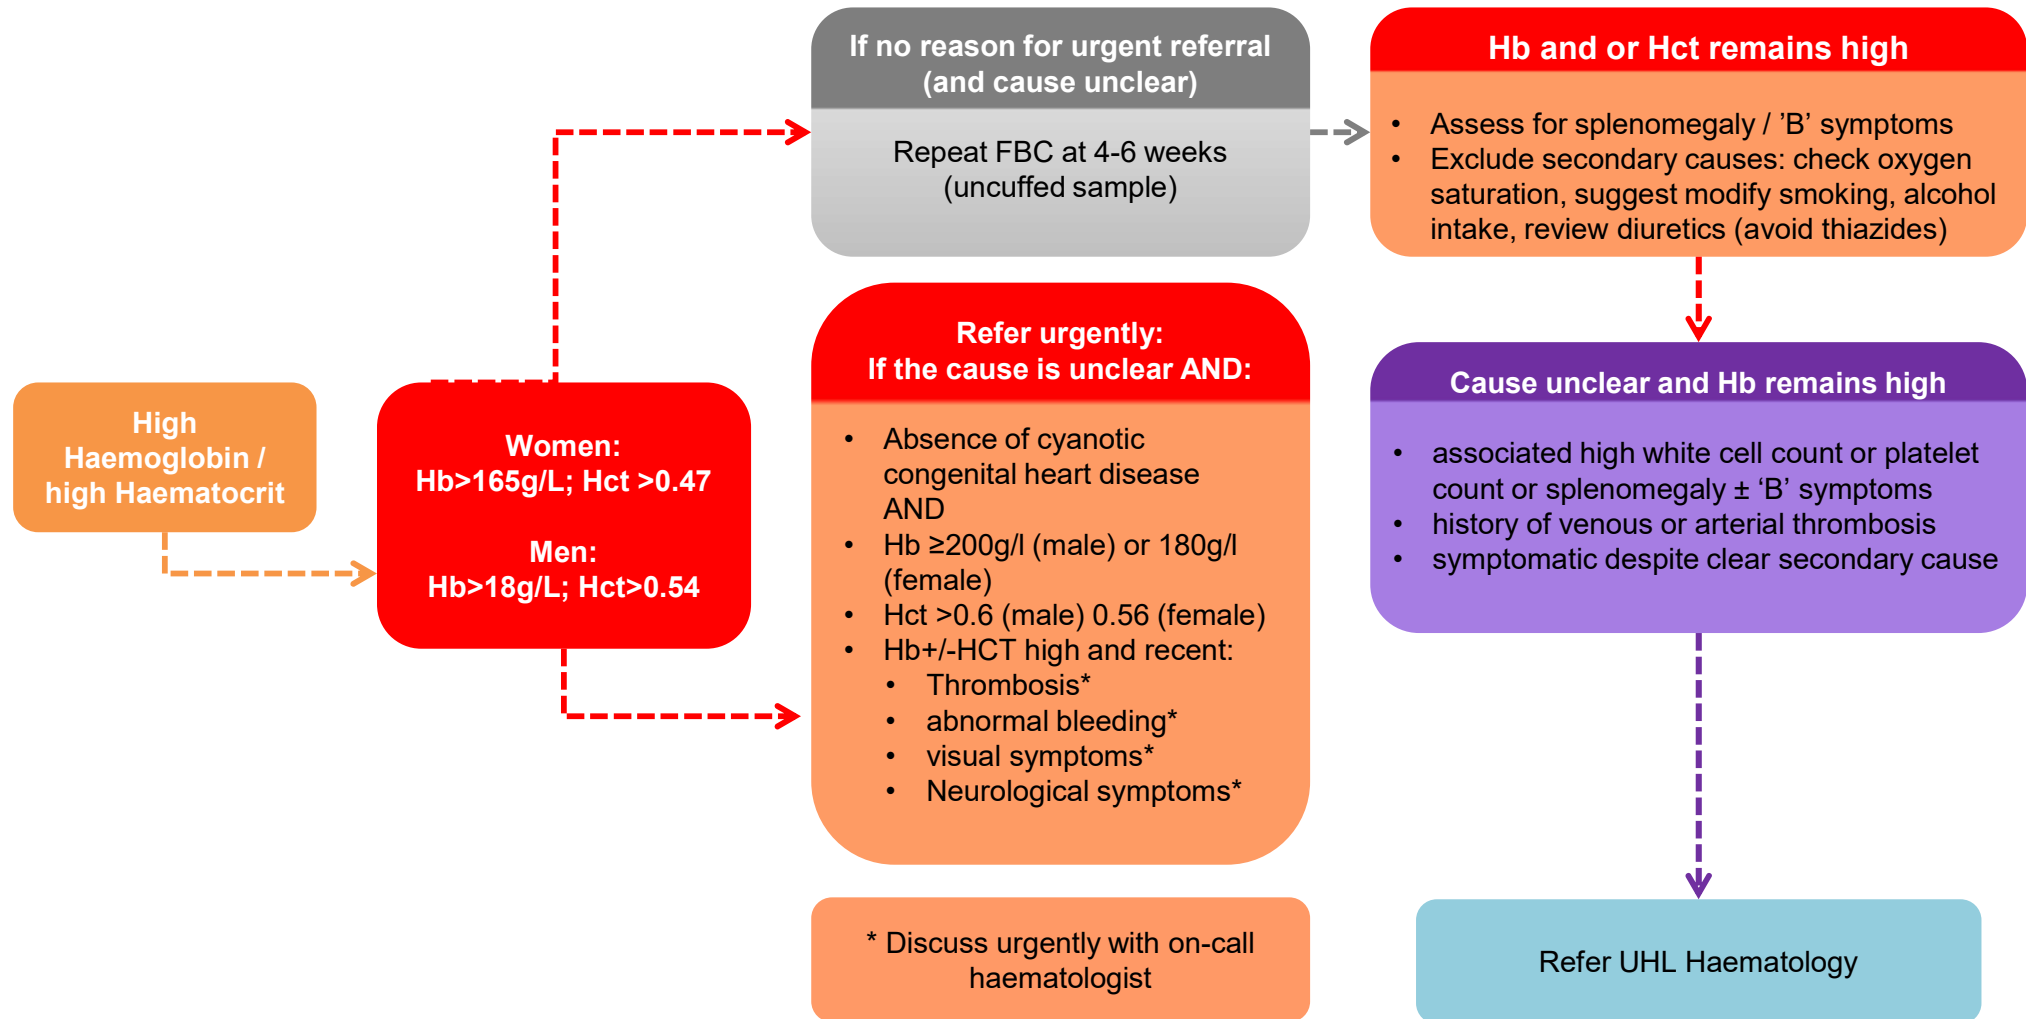 High
Haemoglobin /
high Haematocrit
Women:
Hb>165g/L; Hct >0.47
Men:
Hb>18g/L; Hct>0.54
If no reason for urgent referral
(and cause unclear)
Repeat FBC at 4-6 weeks
(uncuffed sample)
Refer urgently:
If the cause is unclear AND:
• Absence of cyanotic
congenital heart disease
AND
• Hb ≥200g/l (male) or 180g/l
(female)
• Hct >0.6 (male) 0.56 (female)
• Hb+/-HCT high and recent:
• Thrombosis*
• abnormal bleeding*
• visual symptoms*
• Neurological symptoms*
* Discuss urgently with on-call
haematologist
Hb and or Hct remains high
• Assess for splenomegaly / ’B’ symptoms
• Exclude secondary causes: check oxygen
saturation, suggest modify smoking, alcohol
intake, review diuretics (avoid thiazides)
Cause unclear and Hb remains high
• associated high white cell count or platelet
count or splenomegaly ± ‘B’ symptoms
• history of venous or arterial thrombosis
• symptomatic despite clear secondary cause
Refer UHL Haematology